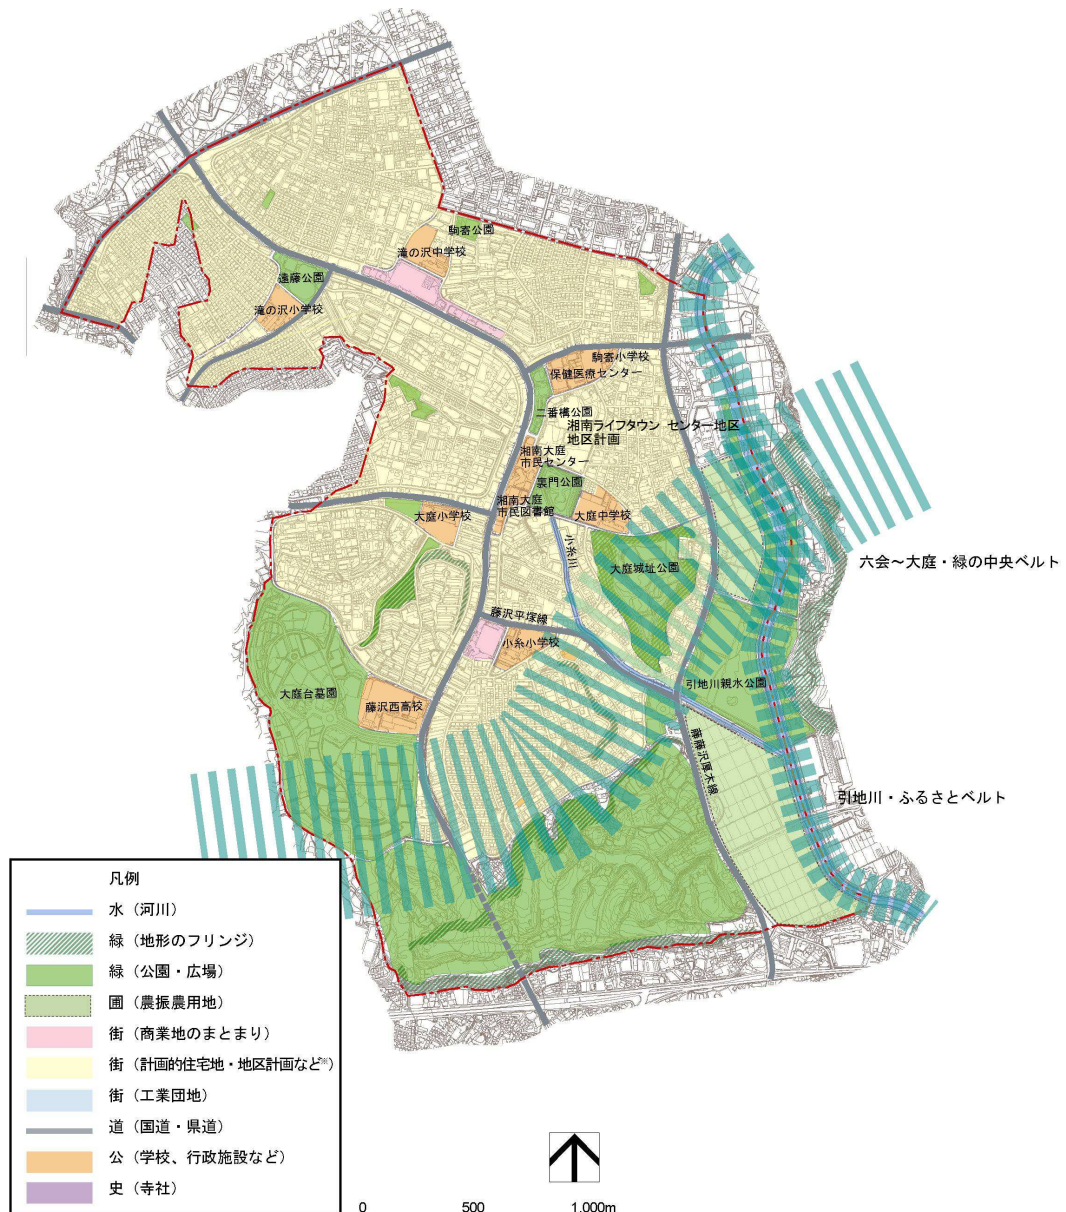 駒寄公園
滝の沢中学校
遠藤公園
滝の沢小学校
駒寄小学校
保健医療センター
二番構公園
湘南ライフタウン センター地区
地区計画
湘南大庭
市民センター
裏門公園
湘南大庭
市民図書館
大庭小学校
大庭中学校
小糸川
大庭城址公園
六会～大庭・緑の中央ベルト
藤沢平塚線
小糸小学校
引地川親水公園
大庭台墓園
藤沢西高校
藤藤沢厚木線
引地川・ふるさとベルト
凡例
水（河川）
緑（地形のフリンジ）
緑（公園・広場）
圃（農振農用地）
街（商業地のまとまり）
街（計画的住宅地・地区計画など※）
街（工業団地）
道（国道・県道）
公（学校、行政施設など）
史（寺社）
0 500 1,000m